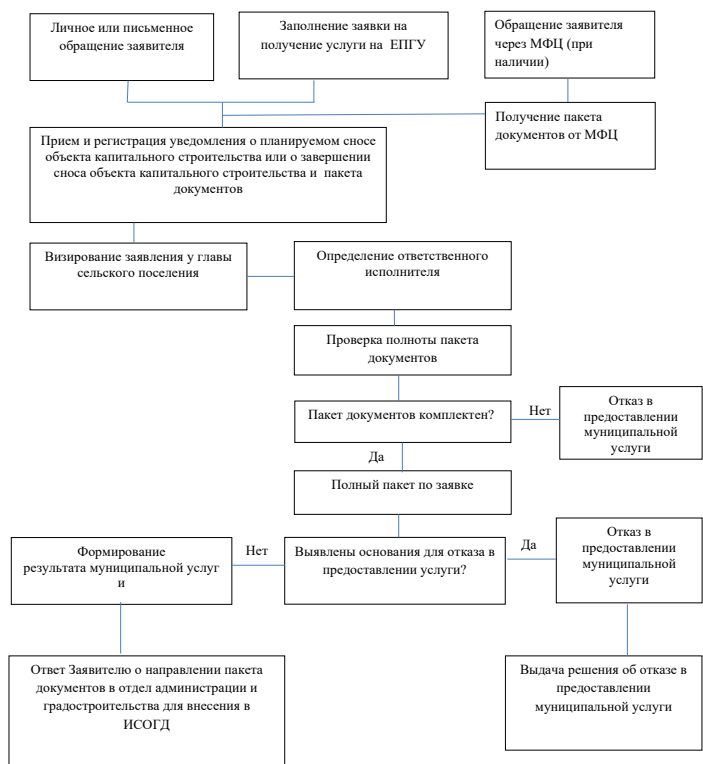 Личное или письменное
обращение заявителя
Заполнение заявки на
получение услуги на ЕПГУ
Обращение заявителя
через МФЦ (при
наличии)
Получение пакета
документов от МФЦ
Прием и регистрация уведомления о планируемом сносе
объекта капитального строительства или о завершении
сноса объекта капитального строительства и пакета
документов
Визирование заявления у главы
сельского поселения
Определение ответственного
исполнителя
Проверка полноты пакета
документов
Пакет документов комплектен?
Нет
Отказ в
предоставлении
муниципальной
услуги
Да
Полный пакет по заявке
Формирование
результата муниципальной услуг
и
Нет
Выявлены основания для отказа в
предоставлении услуги?
Да
Отказ в
предоставлении
муниципальной
услуги
Ответ Заявителю о направлении пакета
документов в отдел администрации и
градостроительства для внесения в
ИСОГД
Выдача решения об отказе в
предоставлении
муниципальной услуги